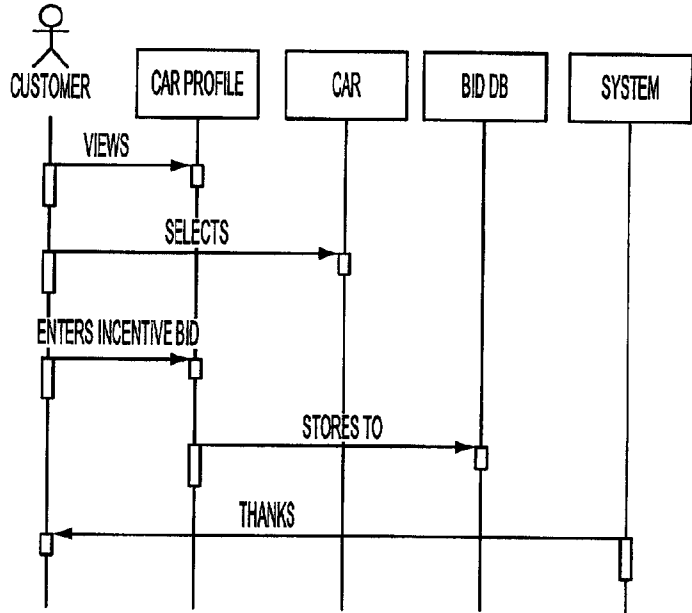 CUSTOMER
CAR PROFILE
CAR
BID DB
SYSTEM
VIEWS
SELECTS
ENTERS INCENTIVE BID
STORES TO
THANKS